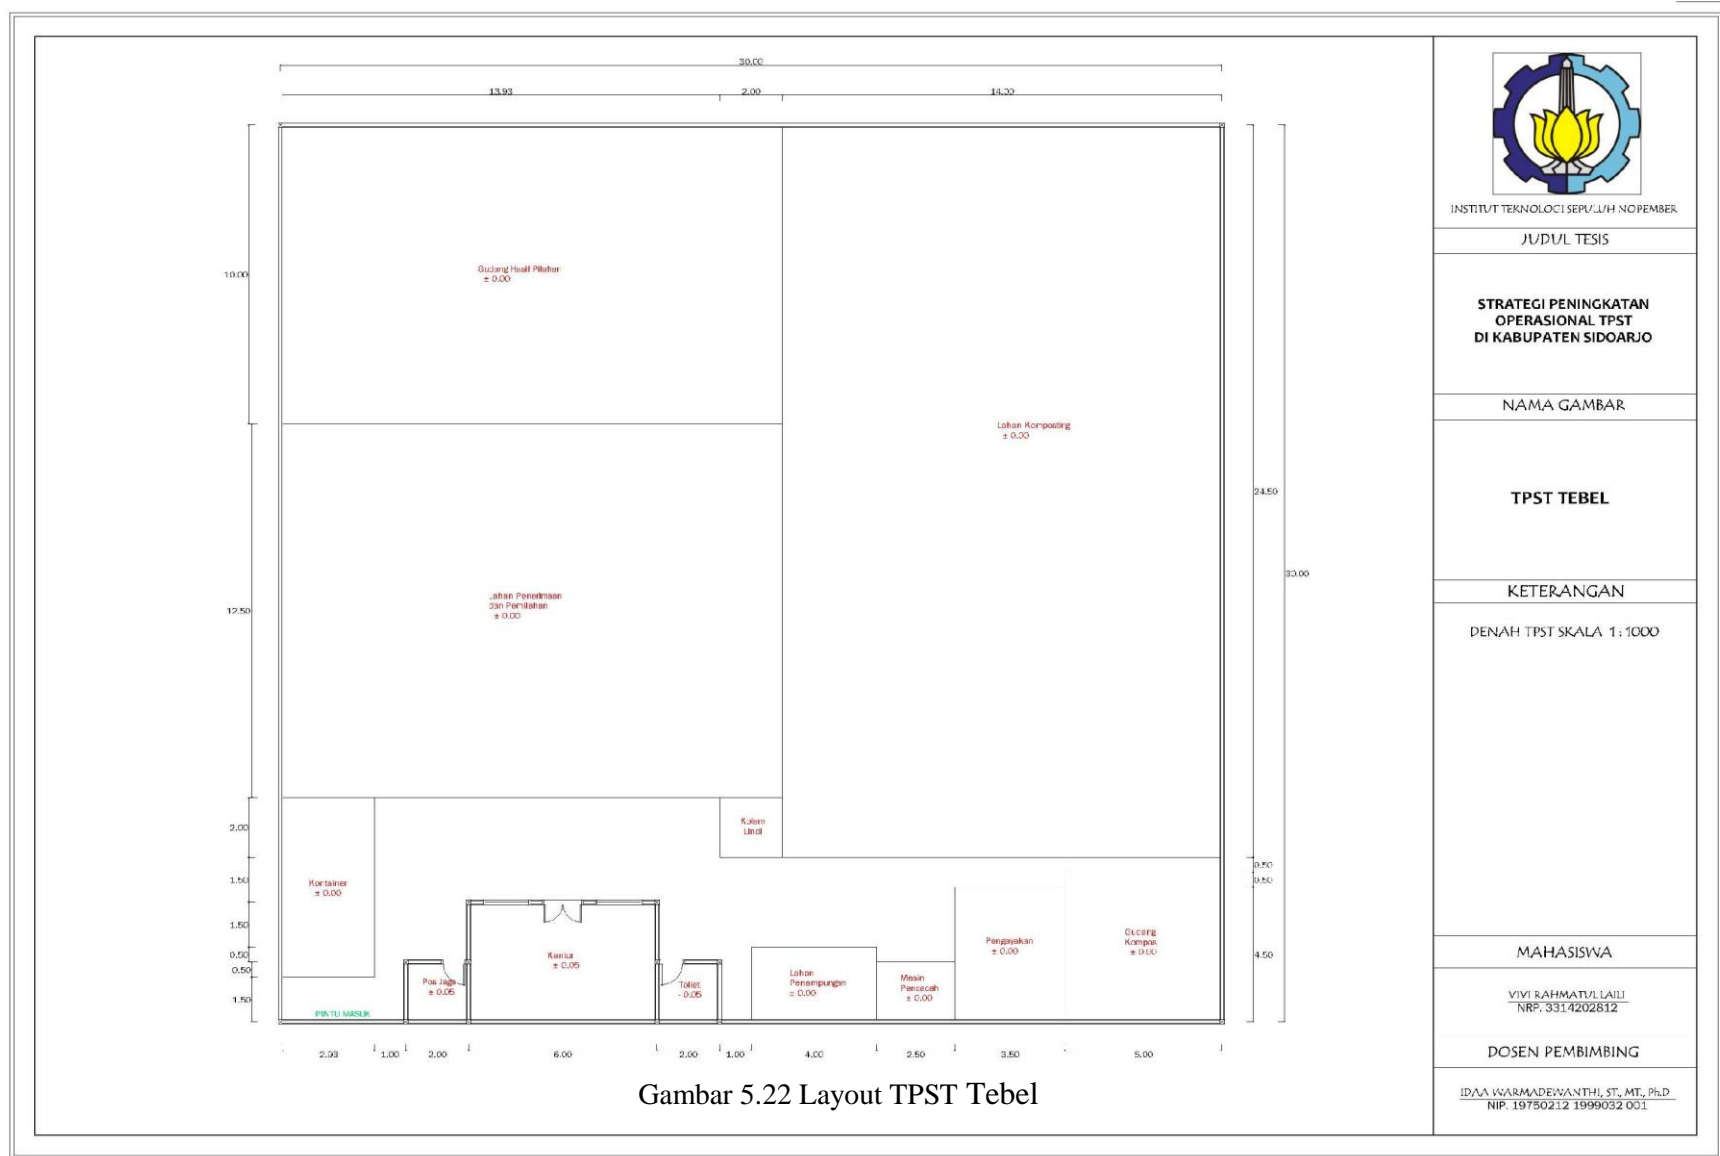 30.00
13.93
2.00
14.00
10.00
Gudang Hasil Pilahan
± 0.00
Lahan Komposting
± 0.00
24.50
30.00
12.50
Lahan Penerimaan
dan Pemilahan
± 0.00
2.00
Kolam
Lindi
1.50
Kontainer
± 0.00
0.50
0.50
1.50
0.50
0.50
1.50
Pos Jaga
± 0.05
Kantor
± 0.05
Toilet
- 0.05
Lahan
Penampungan
± 0.00
Mesin
Pencacah
± 0.00
Pengayakan
± 0.00
Gudang
Kompos
± 0.00
4.50
PINTU MASUK
2.93
1.00
2.00
6.00
2.00
1.00
4.00
2.50
3.50
5.00
Gambar 5.22 Layout TPST Tebel
INSTITUT TEKNOLOGI SEPULUH NOPEMBER
JUDUL TESIS
STRATEGI PENINGKATAN
OPERASIONAL TPST
DI KABUPATEN SIDOARJO
NAMA GAMBAR
TPST TEBEL
KETERANGAN
DENAH TPST SKALA 1:1000
MAHASISWA
VIVI RAHMATUL LAILI
NRP. 3314202812
DOSEN PEMBIMBING
IDAA WARMADEWANTHI, ST., MT., Ph.D
NIP. 19750212 1999032 001